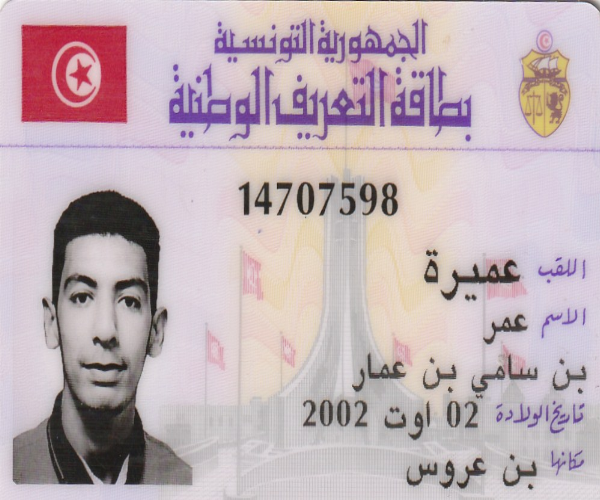 الجمهورية التونسية
بطاقة التعريف الوطنية
14707598
اللقب عميرة
الاسم عمر
بن سامي بن عمار
تاريخ الولادة 02 اوت 2002
مكانها بن عروس